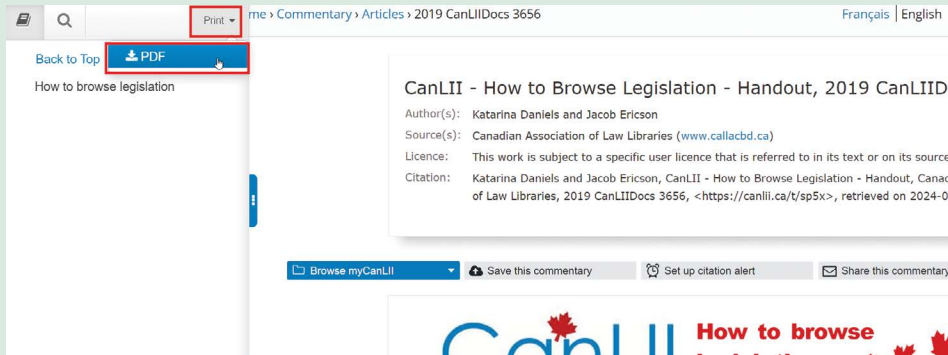 Print
me › Commentary › Articles › 2019 CanLIIDocs 3656
Français | English
Back to Top
PDF
How to browse legislation
CanLII - How to Browse Legislation - Handout, 2019 CanLIID
Author(s): Katarina Daniels and Jacob Ericson
Source(s): Canadian Association of Law Libraries (www.callacbd.ca)
Licence: This work is subject to a specific user licence that is referred to in its text or on its source
Citation: Katarina Daniels and Jacob Ericson, CanLII - How to Browse Legislation - Handout, Canac
of Law Libraries, 2019 CanLIIDocs 3656, <https://canlii.ca/t/sp5x>, retrieved on 2024-0
Browse myCanLII
Save this commentary
Set up citation alert
Share this commentary
CanLII
How to browse